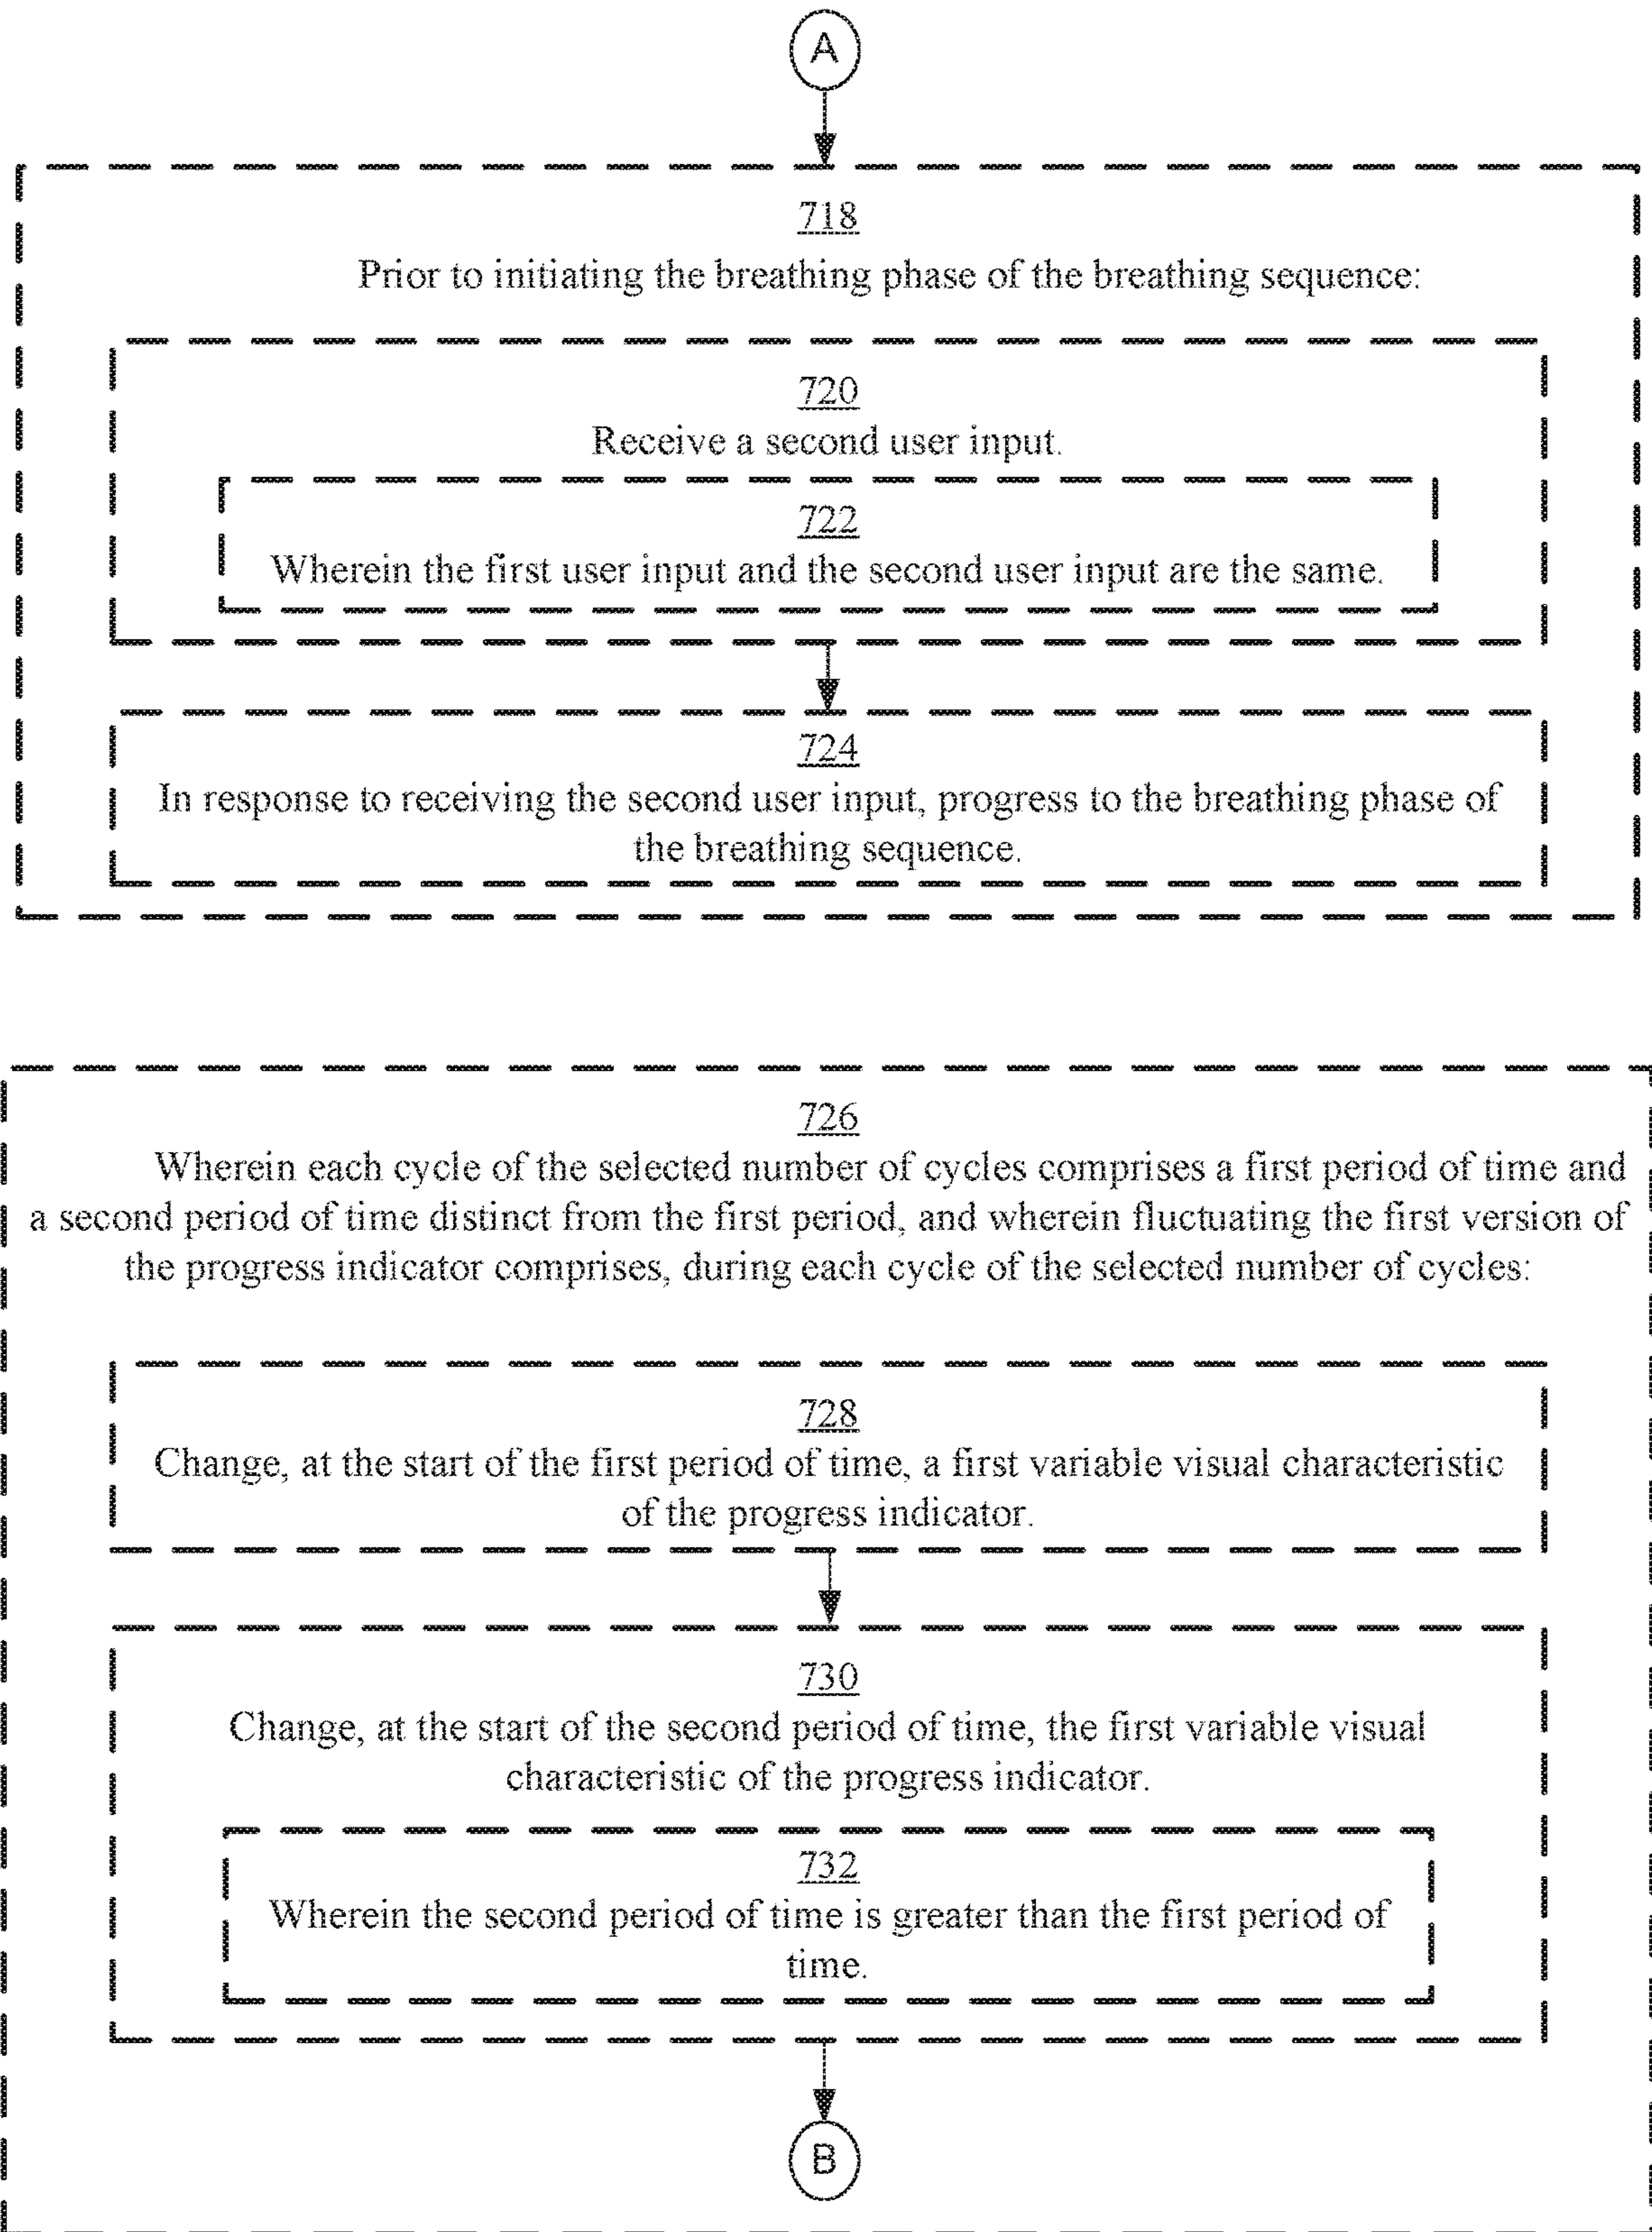 A
718
Prior to initiating the breathing phase of the breathing sequence:
720
Receive a second user input.
722
Wherein the first user input and the second user input are the same.
724
In response to receiving the second user input, progress to the breathing phase of
the breathing sequence.
726
Wherein each cycle of the selected number of cycles comprises a first period of time and
a second period of time distinct from the first period, and wherein fluctuating the first version of
the progress indicator comprises, during each cycle of the selected number of cycles:
728
Change, at the start of the first period of time, a first variable visual characteristic
of the progress indicator.
730
Change, at the start of the second period of time, the first variable visual
characteristic of the progress indicator.
732
Wherein the second period of time is greater than the first period of
time.
B